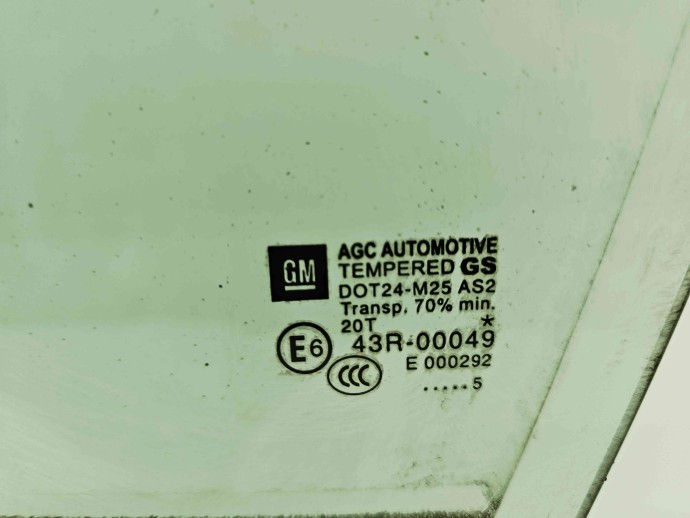 GM
AGC AUTOMOTIVE
TEMPERED GS
DOT24-M25 AS2
Transp. 70% min.
20T *
E6 43R-00049
CCC E 000292
.....5